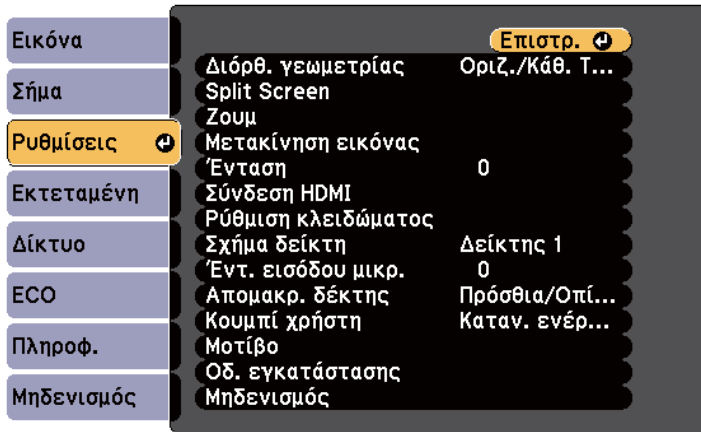 Εικόνα
Σήμα
Ρυθμίσεις
Εκτεταμένη
Δίκτυο
ECO
Πληροφ.
Μηδενισμός
Επιστρ.
Διόρθ. γεωμετρίας Οριζ./Κάθ. Τ...
Split Screen
Ζουμ
Μετακίνηση εικόνας
Ένταση 0
Σύνδεση HDMI
Ρύθμιση κλειδώματος
Σχήμα δείκτη Δείκτης 1
Έντ. εισόδου μικρ. 0
Απομακρ. δέκτης Πρόσθια/Οπί...
Κουμπί χρήστη Καταν. ενέρ...
Μοτίβο
Οδ. εγκατάστασης
Μηδενισμός